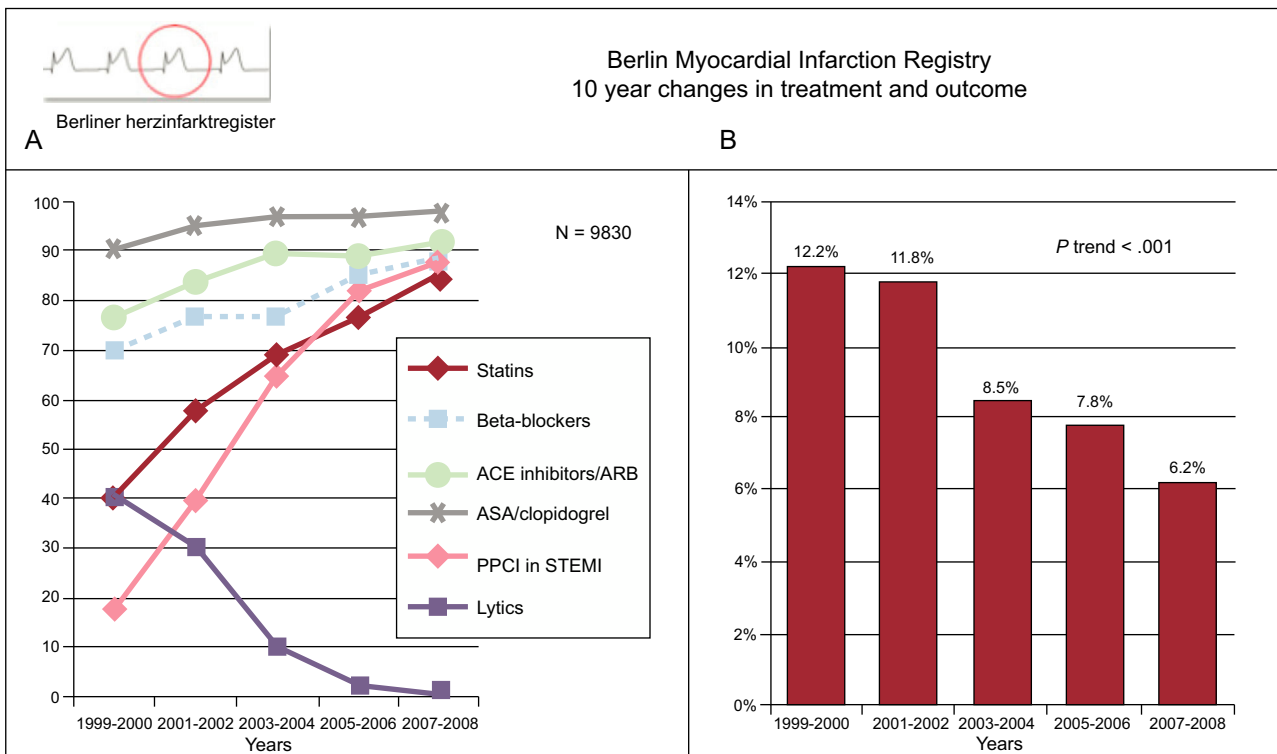 Berliner herzinfarktregister
Berlin Myocardial Infarction Registry
10 year changes in treatment and outcome
A
B
100
90
80
70
60
50
40
30
20
10
0
N = 9830
Statins
Beta-blockers
ACE inhibitors/ARB
ASA/clopidogrel
PPCI in STEMI
Lytics
1999-2000 2001-2002 2003-2004 2005-2006 2007-2008
Years
14%
12%
10%
8%
6%
4%
2%
0%
P trend < .001
12.2%
11.8%
8.5%
7.8%
6.2%
1999-2000 2001-2002 2003-2004 2005-2006 2007-2008
Years